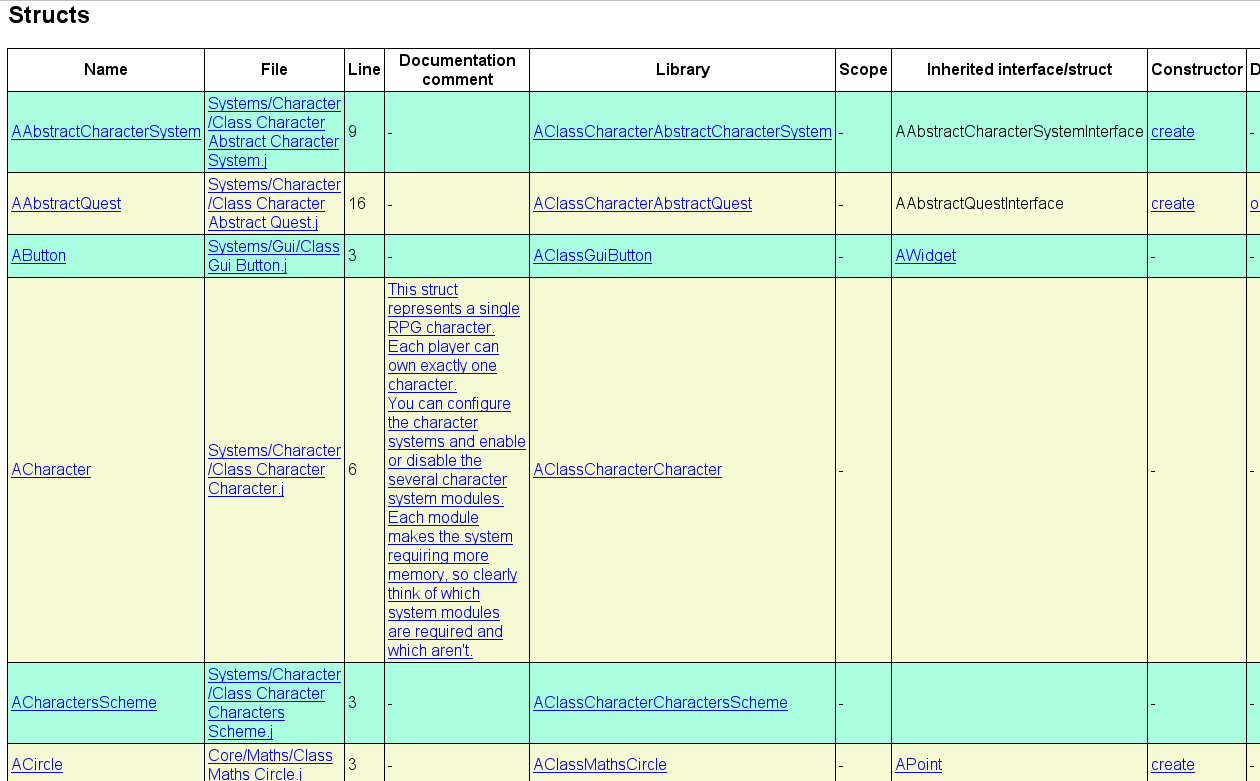 Structs
Name File Line Documentation comment Library Scope Inherited interface/struct Constructor D
AAbstractCharacterSystem
Systems/Character
/Class Character
Abstract Character
System.j
9
-
AClassCharacterAbstractCharacterSystem
-
AAbstractCharacterSystemInterface
create
-
AAbstractQuest
Systems/Character
/Class Character
Abstract Quest.j
16
-
AClassCharacterAbstractQuest
-
AAbstractQuestInterface
create
o
AButton
Systems/Gui/Class
Gui Button.j
3
-
AClassGuiButton
-
AWidget
-
-
ACharacter
Systems/Character
/Class Character
Character.j
6
This struct
represents a single
RPG character.
Each player can
own exactly one
character.
You can configure
the character
systems and enable
or disable the
several character
system modules.
Each module
makes the system
requiring more
memory, so clearly
think of which
system modules
are required and
which aren't.
AClassCharacterCharacter
-
-
-
ACharactersScheme
Systems/Character
/Class Character
Characters
Scheme.j
3
-
AClassCharacterCharactersScheme
-
-
-
ACircle
Core/Maths/Class
Maths Circle.j
3
-
AClassMathsCircle
-
APoint
create
-